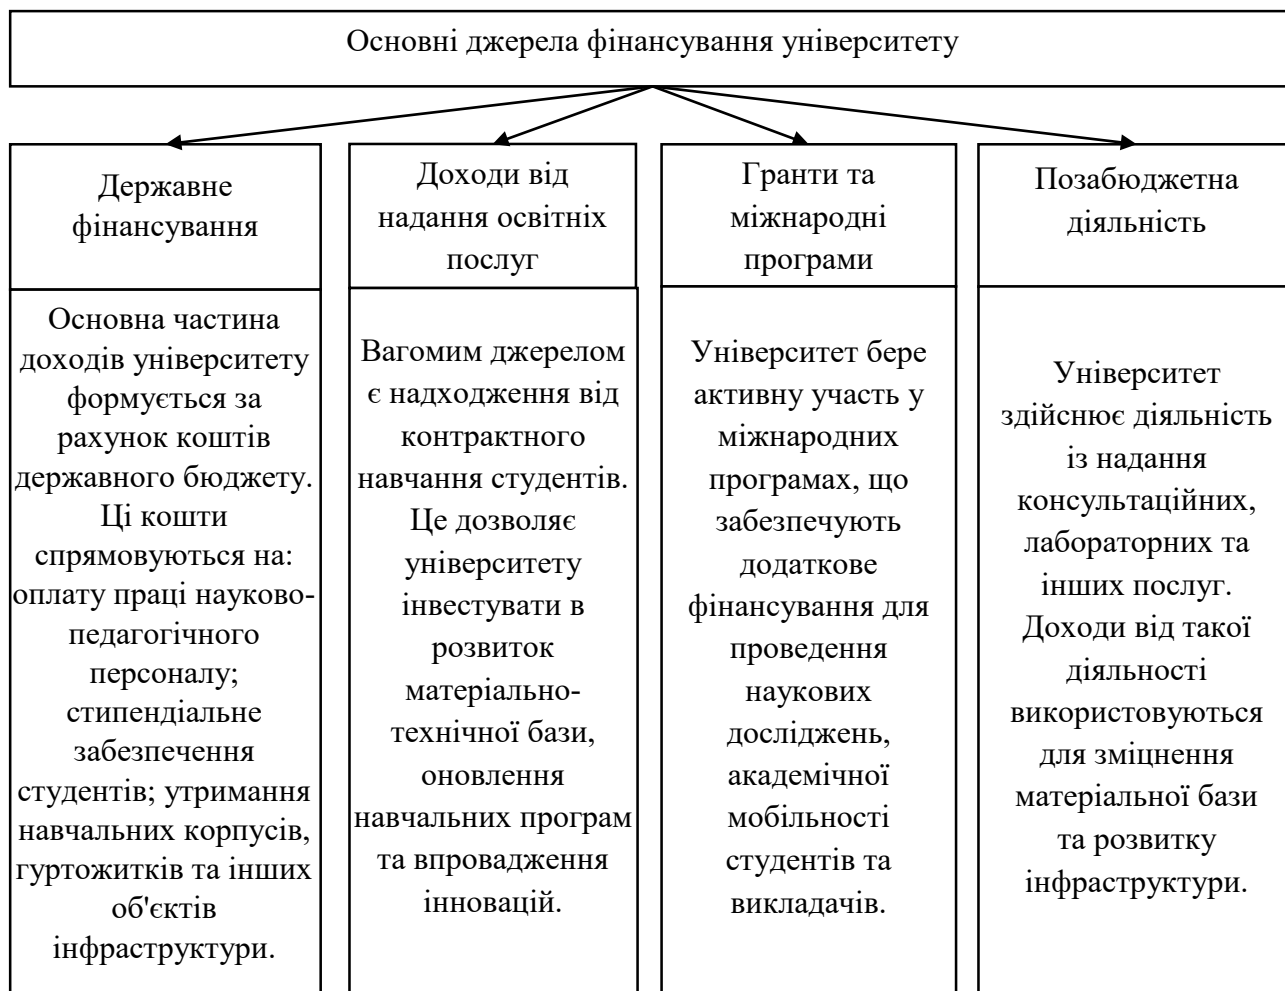 Основні джерела фінансування університету
Державне
фінансування
Доходи від
надання освітніх
послуг
Гранти та
міжнародні
програми
Позабюджетна
діяльність
Основна частина
доходів університету
формується за
рахунок коштів
державного бюджету.
Ці кошти
спрямовуються на:
оплату праці науково-
педагогічного
персоналу;
стипендіальне
забезпечення
студентів; утримання
навчальних корпусів,
гуртожитків та інших
об'єктів
інфраструктури.
Вагомим джерелом
є надходження від
контрактного
навчання студентів.
Це дозволяє
університету
інвестувати в
розвиток
матеріально-
технічної бази,
оновлення
навчальних програм
та впровадження
інновацій.
Університет бере
активну участь у
міжнародних
програмах, що
забезпечують
додаткове
фінансування для
проведення
наукових
досліджень,
академічної
мобільності
студентів та
викладачів.
Університет
здійснює діяльність
із надання
консультаційних,
лабораторних та
інших послуг.
Доходи від такої
діяльності
використовуються
для зміцнення
матеріальної бази
та розвитку
інфраструктури.